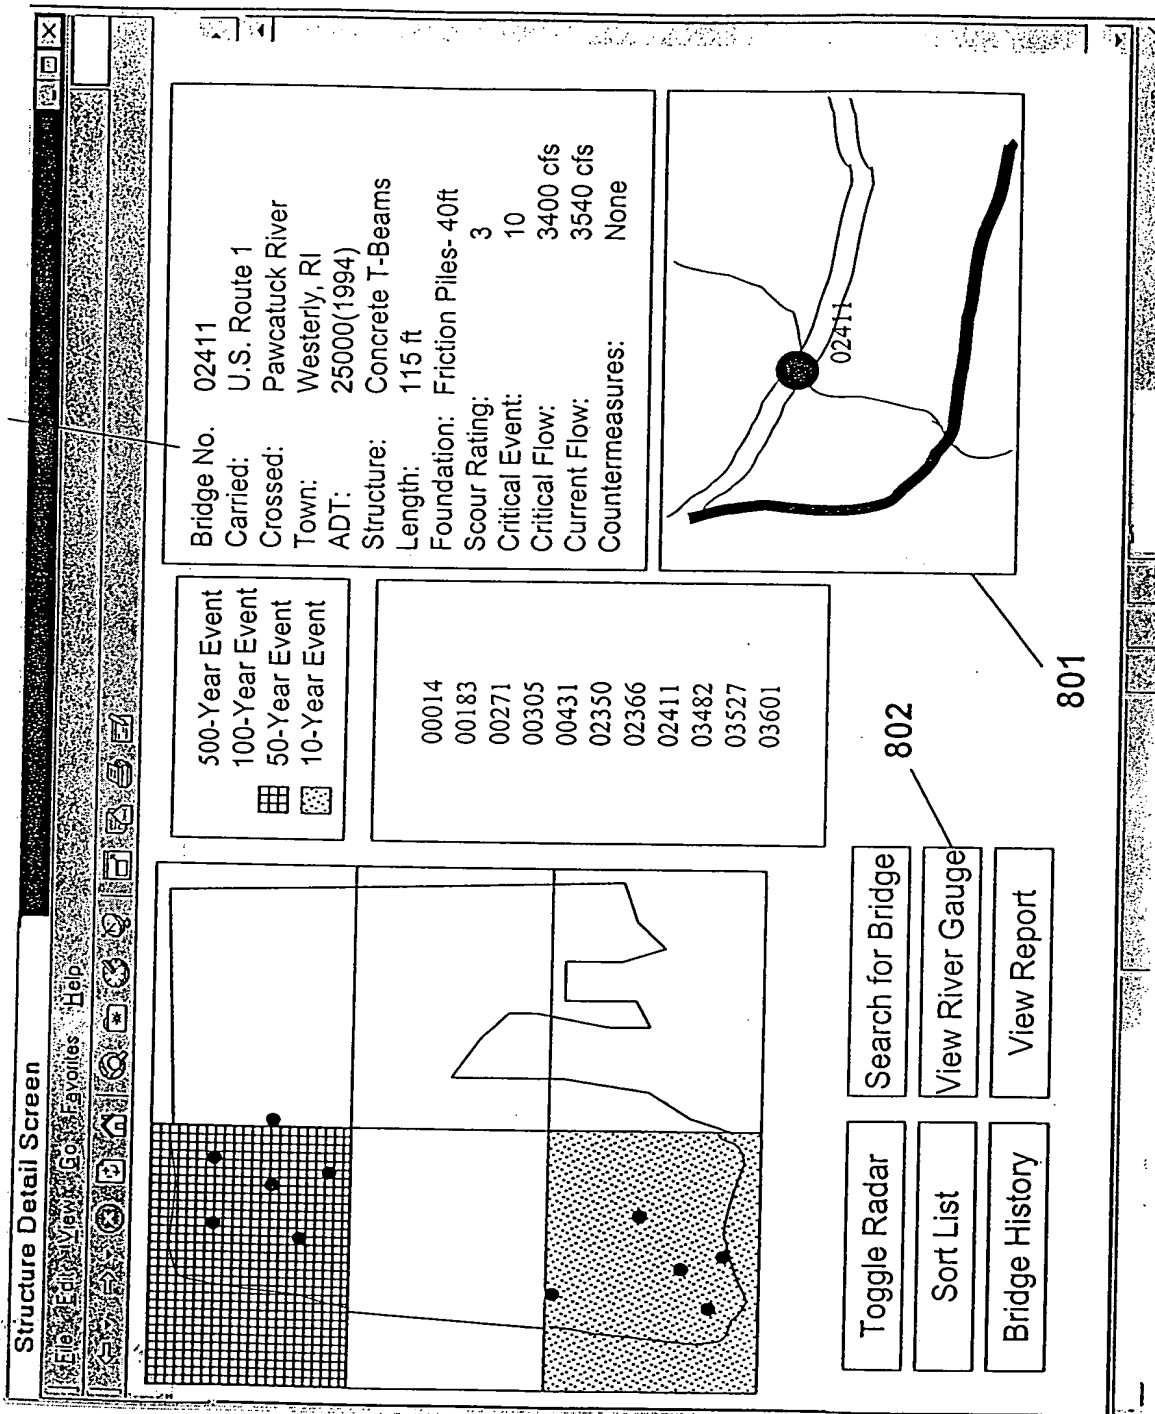 Structure Detail Screen
File Edit View Go Favorites Help
500-Year Event
100-Year Event
50-Year Event
10-Year Event
Bridge No. 02411
Carried: U.S. Route 1
Crossed: Pawcatuck River
Town: Westerly, RI
ADT: 25000(1994)
Structure: Concrete T-Beams
Length: 115 ft
Foundation: Friction Piles- 40ft
Scour Rating: 3
Critical Event: 10
Critical Flow: 3400 cfs
Current Flow: 3540 cfs
Countermeasures: None
00014
00183
00271
00305
00431
02350
02366
02411
03482
03527
03601
02411
Toggle Radar
Search for Bridge
Sort List
View River Gauge
Bridge History
View Report
802
801